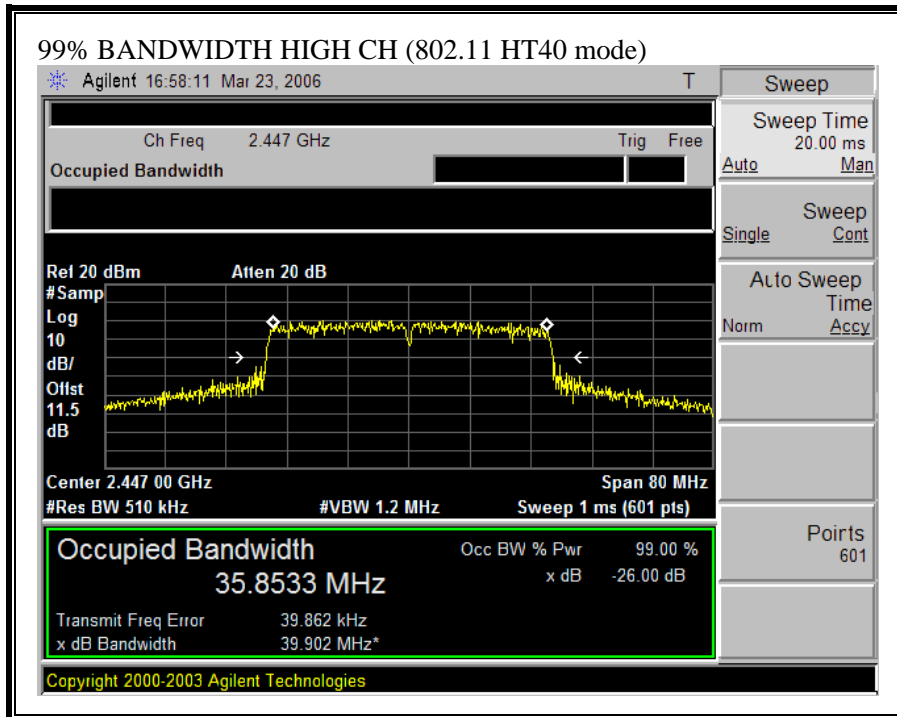 99% BANDWIDTH HIGH CH (802.11 HT40 mode)
Agilent 16:58:11 Mar 23, 2006 T
Sweep
Ch Freq 2.447 GHz Trig Free
Occupied Bandwidth
Sweep Time
20.00 ms
Auto Man
Sweep
Single Cont
Auto Sweep
Time
Norm Accy
Ref 20 dBm Atten 20 dB
#Samp
Log
10
dB/
Offst
11.5
dB
Center 2.447 00 GHz Span 80 MHz
#Res BW 510 kHz #VBW 1.2 MHz Sweep 1 ms (601 pts)
Occupied Bandwidth
35.8533 MHz
Occ BW % Pwr 99.00 %
x dB -26.00 dB
Transmit Freq Error 39.862 kHz
x dB Bandwidth 39.902 MHz*
Points
601
Copyright 2000-2003 Agilent Technologies